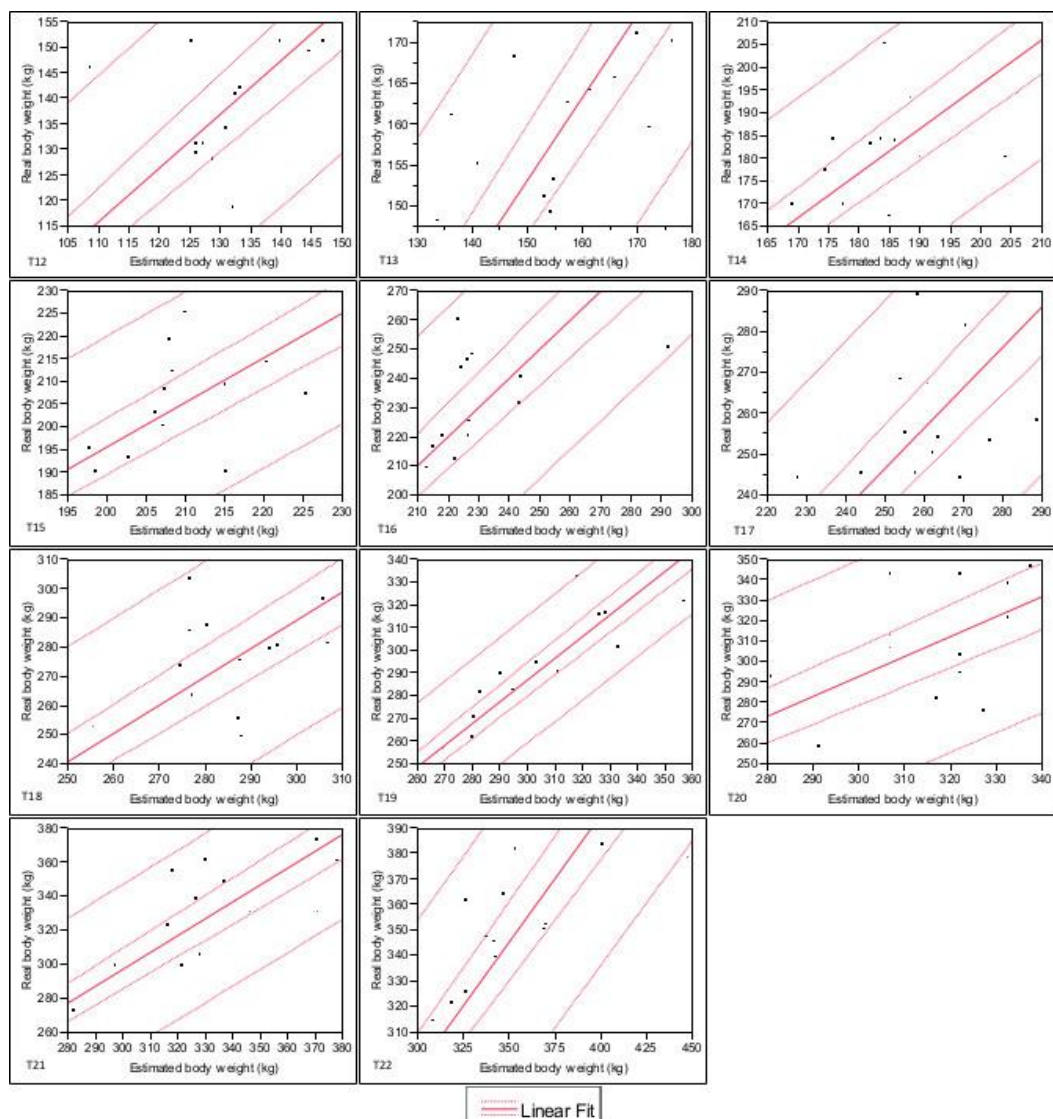 155
150
145
140
135
130
125
120
115
Real body weight (kg)
105 110 115 120 125 130 135 140 145 150
T12 Estimated body weight (kg)
170
165
160
155
150
Real body weight (kg)
130 140 150 160 170 180
T13 Estimated body weight (kg)
210
205
200
195
190
185
180
175
170
165
Real body weight (kg)
165 170 175 180 185 190 195 200 205 210
T14 Estimated body weight (kg)
230
225
220
215
210
205
200
195
190
185
Real body weight (kg)
195 200 205 210 215 220 225 230
T15 Estimated body weight (kg)
270
260
250
240
230
220
210
200
Real body weight (kg)
210 220 230 240 250 260 270 280 290 300
T16 Estimated body weight (kg)
290
280
270
260
250
240
Real body weight (kg)
220 230 240 250 260 270 280 290
T17 Estimated body weight (kg)
310
300
290
280
270
260
250
240
Real body weight (kg)
250 260 270 280 290 300 310
T18 Estimated body weight (kg)
340
330
320
310
300
290
280
270
260
250
Real body weight (kg)
260 270 280 290 300 310 320 330 340 350 360
T19 Estimated body weight (kg)
350
340
330
320
310
300
290
280
270
260
250
Real body weight (kg)
280 290 300 310 320 330 340
T20 Estimated body weight (kg)
380
360
340
320
300
280
260
Real body weight (kg)
280 290 300 310 320 330 340 350 360 370 380
T21 Estimated body weight (kg)
390
380
370
360
350
340
330
320
310
Real body weight (kg)
300 325 350 375 400 425 450
T22 Estimated body weight (kg)
Linear Fit